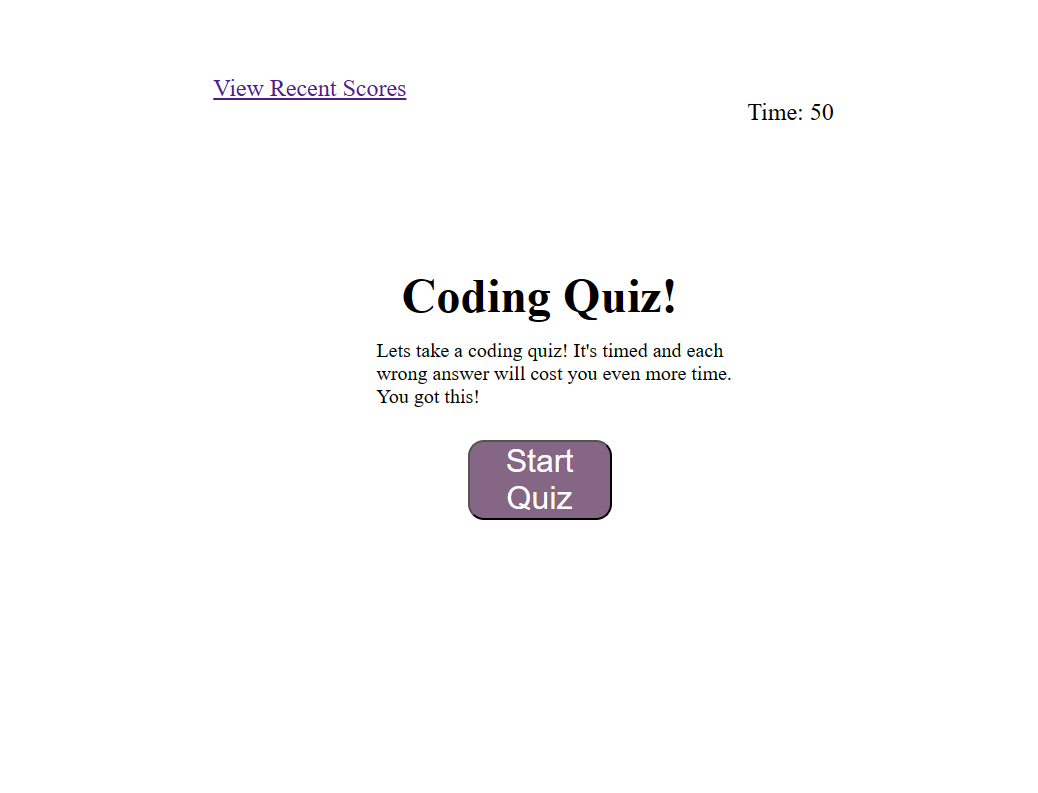 View Recent Scores
Time: 50
Coding Quiz!
Lets take a coding quiz! It's timed and each
wrong answer will cost you even more time.
You got this!
Start
Quiz